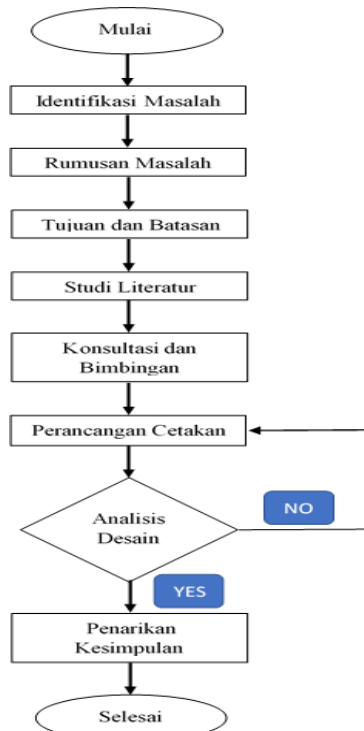 Mulai
Identifikasi Masalah
Rumusan Masalah
Tujuan dan Batasan
Studi Literatur
Konsultasi dan
Bimbingan
Perancangan Cetakan
Analisis
Desain
NO
YES
Penarikan
Kesimpulan
Selesai